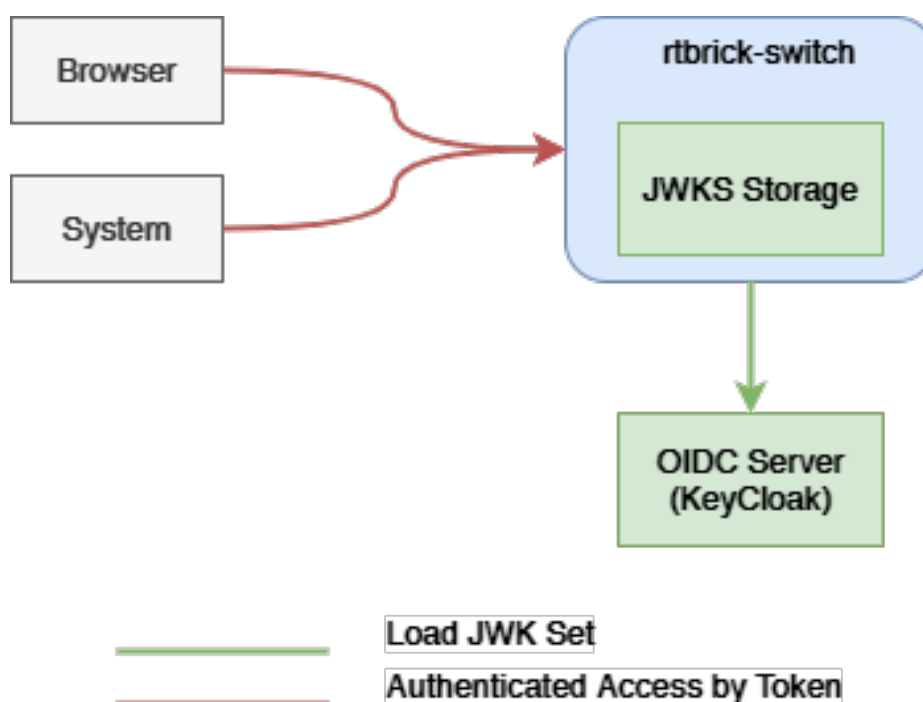 Browser
rtbrick-switch
JWKS Storage
System
OIDC Server
(KeyCloak)
Load JWK Set
Authenticated Access by Token